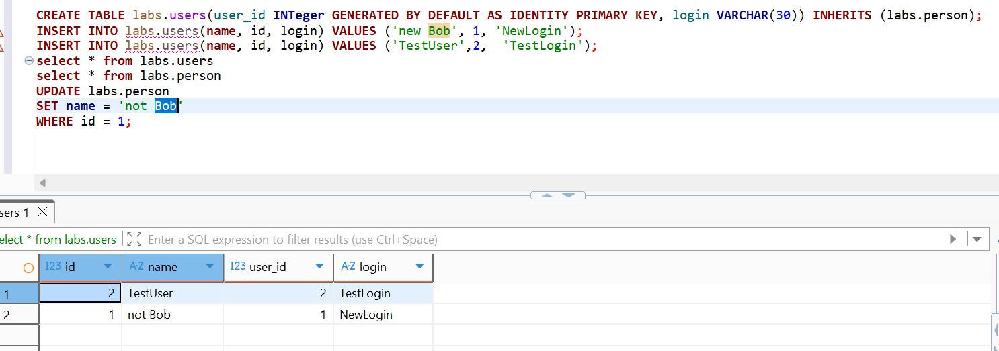 CREATE TABLE labs.users(user_id INTeger GENERATED BY DEFAULT AS IDENTITY PRIMARY KEY, login VARCHAR(30)) INHERITS (labs.person);
INSERT INTO labs.users(name, id, login) VALUES ('new Bob', 1, 'NewLogin');
INSERT INTO labs.users(name, id, login) VALUES ('TestUser',2,  'TestLogin');
select * from labs.users
select * from labs.person
UPDATE labs.person
SET name = 'not Bob'
WHERE id = 1;
sers 1
elect * from labs.users Enter a SQL expression to filter results (use Ctrl+Space)
123 id A-Z name 123 user_id A-Z login
1 2 TestUser 2 TestLogin
2 1 not Bob 1 NewLogin